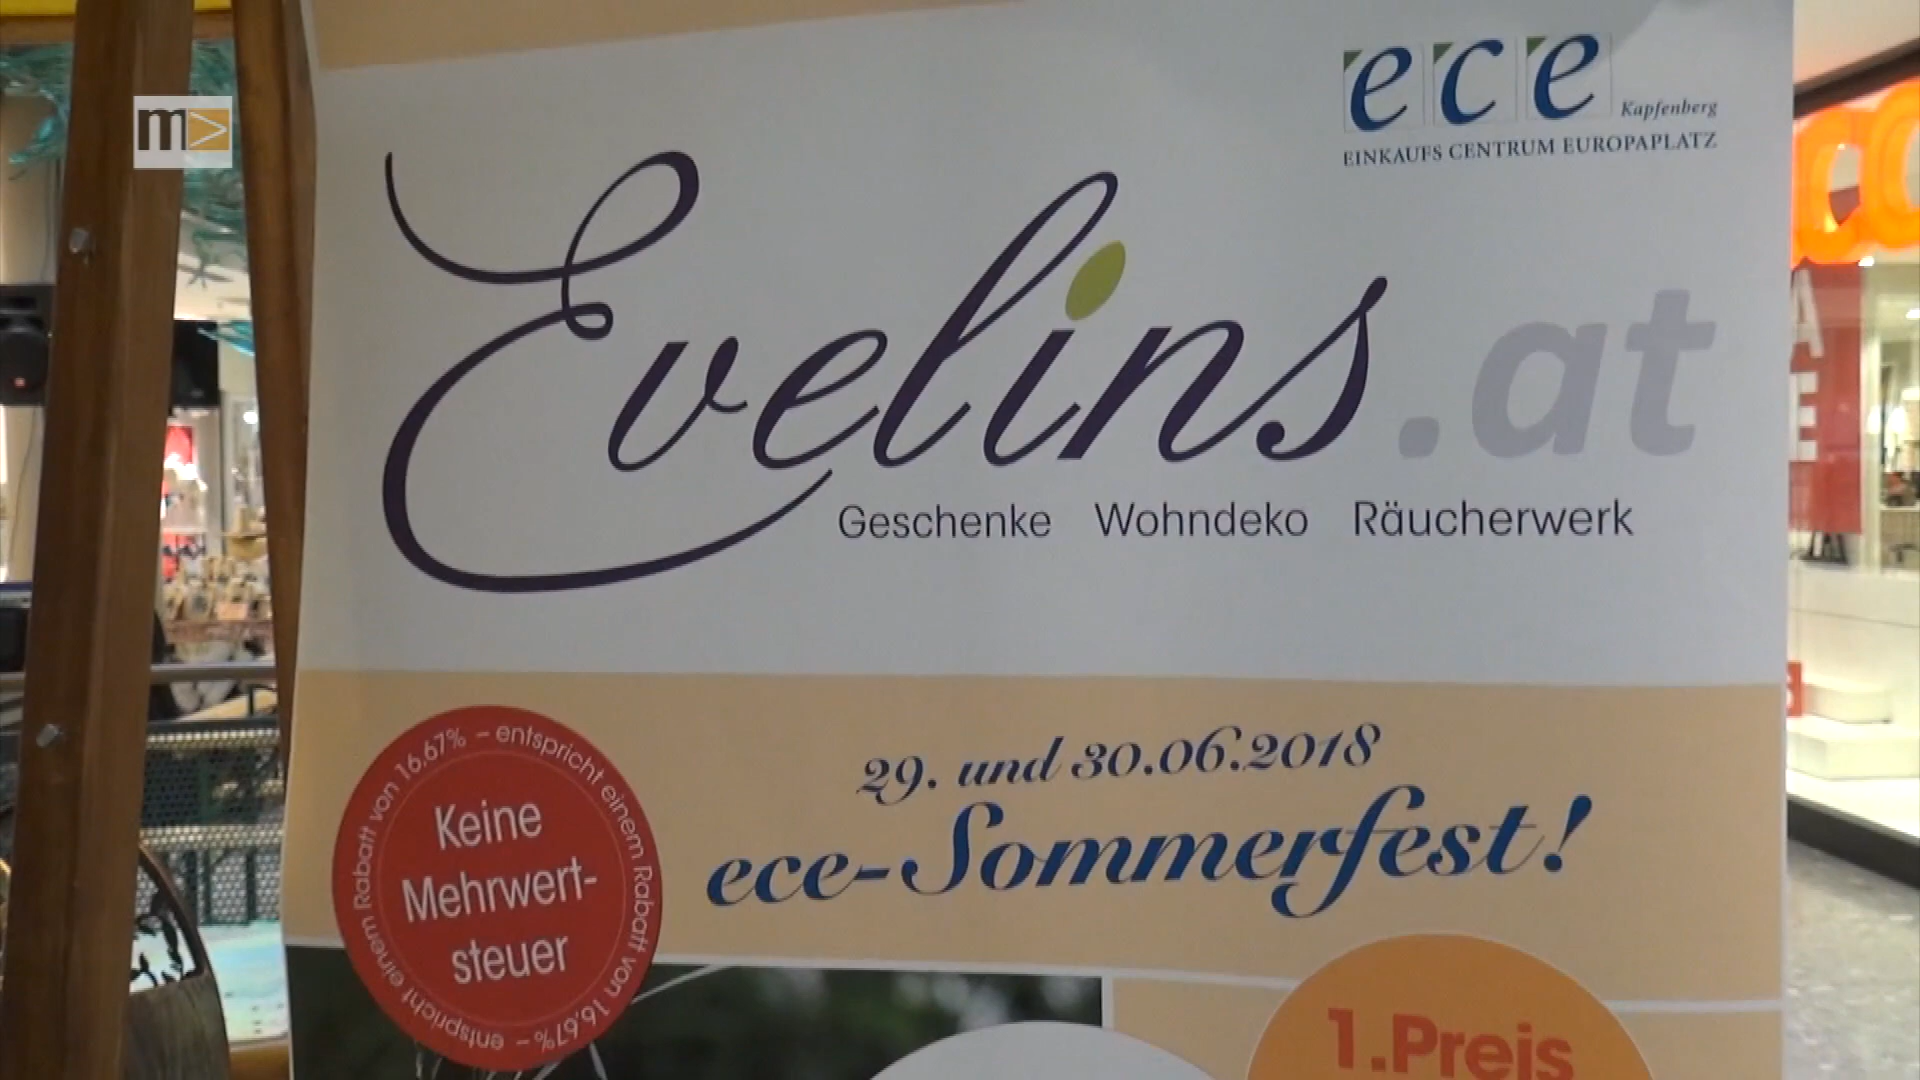 m>
ece Kapfenberg
EINKAUFS CENTRUM EUROPAPLATZ
Evelins.at
Geschenke Wohndeko Räucherwerk
29. und 30.06.2018
ece-Sommerfest!
Keine
Mehrwert-
steuer
entspricht einem Rabatt von 16,67% – entspricht einem Rabatt von 16,67% –
1.Preis